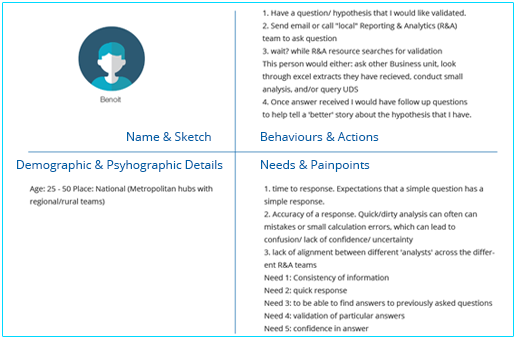 Benoit
Name & Sketch
1. Have a question/ hypothesis that I would like validated.
2. Send email or call "local" Reporting & Analytics (R&A)
team to ask question
3. wait? while R&A resource searches for validation
This person would either: ask other Business unit, look
through excel extracts they have recieved, conduct small
analysis, and/or query UDS
4. Once answer received I would have follow up questions
to help tell a 'better' story about the hypothesis that I have.
Behaviours & Actions
Demographic & Psyhographic Details
Age: 25 - 50 Place: National (Metropolitan hubs with
regional/rural teams)
Needs & Painpoints
1. time to response. Expectations that a simple question has a
simple response.
2. Accuracy of a response. Quick/dirty analysis can often can
mistakes or small calculation errors, which can lead to
confusion/ lack of confidence/ uncertainty
3. lack of alignment between different 'analysts' across the differ-
ent R&A teams
Need 1: Consistency of information
Need 2: quick response
Need 3: to be able to find answers to previously asked questions
Need 4: validation of particular answers
Need 5: confidence in answer